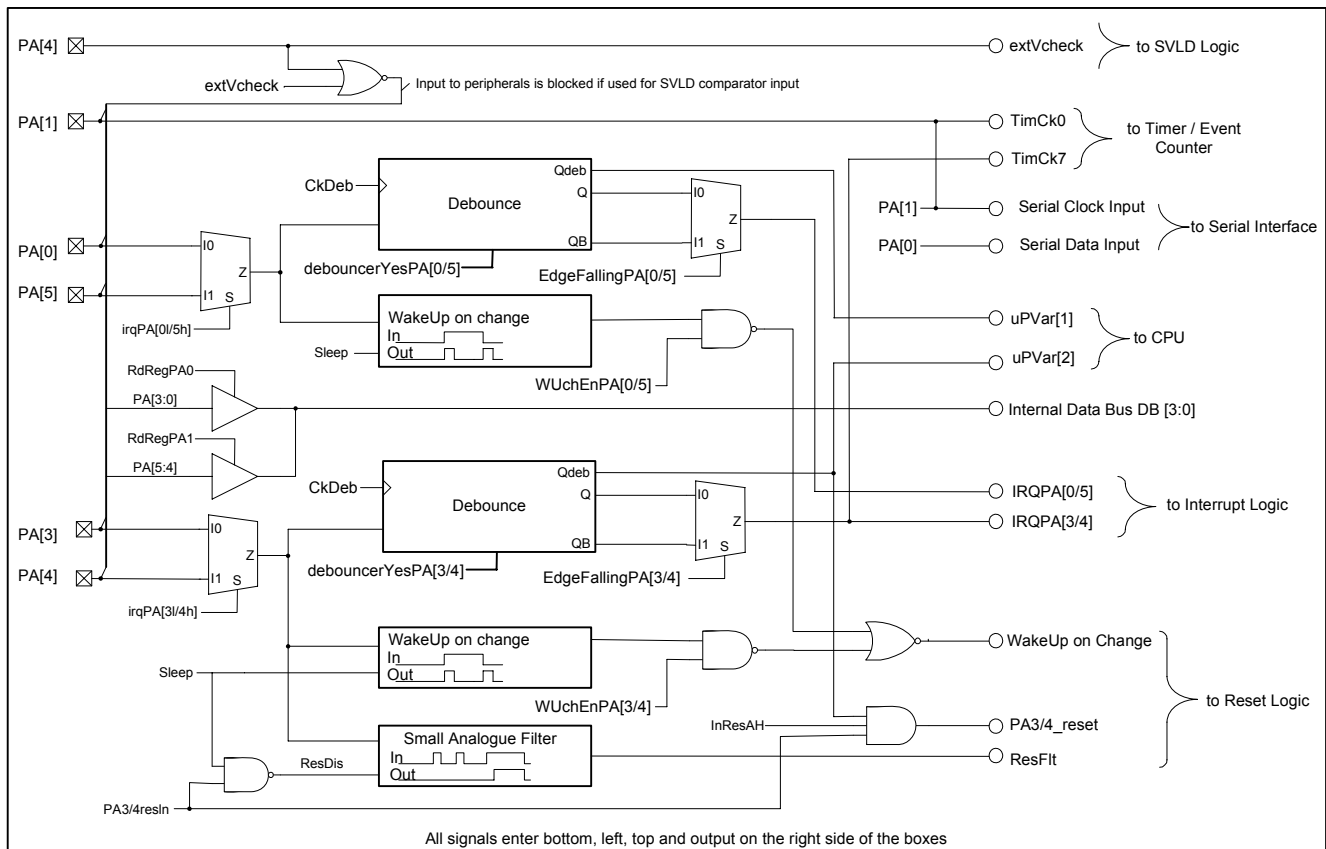 PA[4]
extVcheck
to SVLD Logic
extVcheck
Input to peripherals is blocked if used for SVLD comparator input
PA[1]
TimCk0
to Timer / Event
Counter
TimCk7
Qdeb
CkDeb
Q
I0
Debounce
Z
PA[1]
Serial Clock Input
to Serial Interface
PA[0]
I0
QB
I1
S
PA[0]
Serial Data Input
Z
debouncerYesPA[0/5]
EdgeFallingPA[0/5]
PA[5]
I1
S
WakeUp on change
In
Out
uPVar[1]
to CPU
irqPA[0l/5h]
Sleep
uPVar[2]
RdRegPA0
WUchEnPA[0/5]
PA[3:0]
Internal Data Bus DB [3:0]
RdRegPA1
PA[5:4]
Qdeb
CkDeb
Q
I0
IRQPA[0/5]
to Interrupt Logic
Debounce
Z
IRQPA[3/4]
PA[3]
I0
QB
I1
S
Z
debouncerYesPA[3/4]
EdgeFallingPA[3/4]
PA[4]
I1
S
irqPA[3l/4h]
WakeUp on change
In
Out
WakeUp on Change
Sleep
WUchEnPA[3/4]
to Reset Logic
InResAH
PA3/4_reset
Small Analogue Filter
In
Out
ResFlt
ResDis
PA3/4resIn
All signals enter bottom, left, top and output on the right side of the boxes